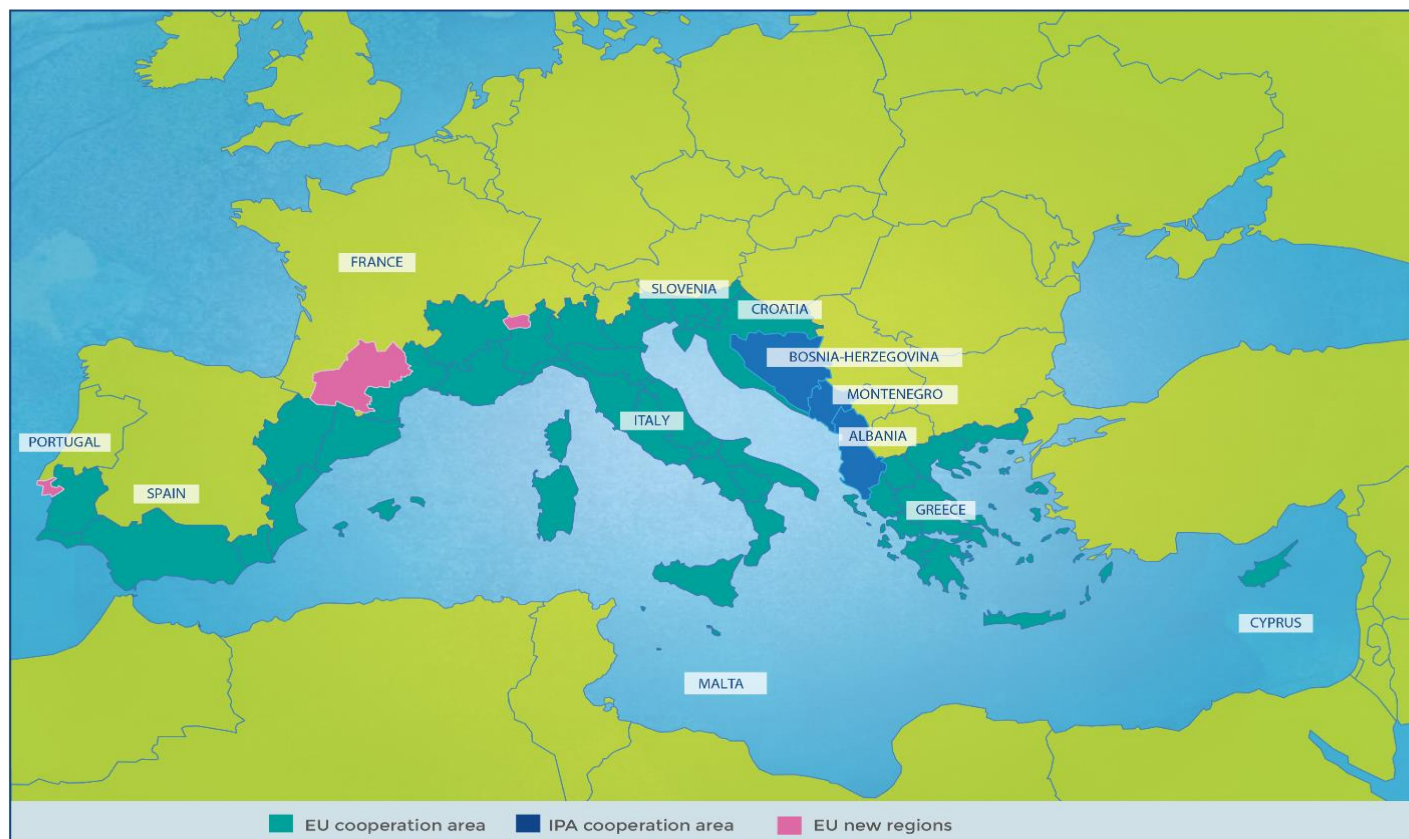 FRANCE
SLOVENIA
CROATIA
BOSNIA-HERZEGOVINA
MONTENEGRO
ITALY
ALBANIA
PORTUGAL
SPAIN
GREECE
CYPRUS
MALTA
EU cooperation area
IPA cooperation area
EU new regions